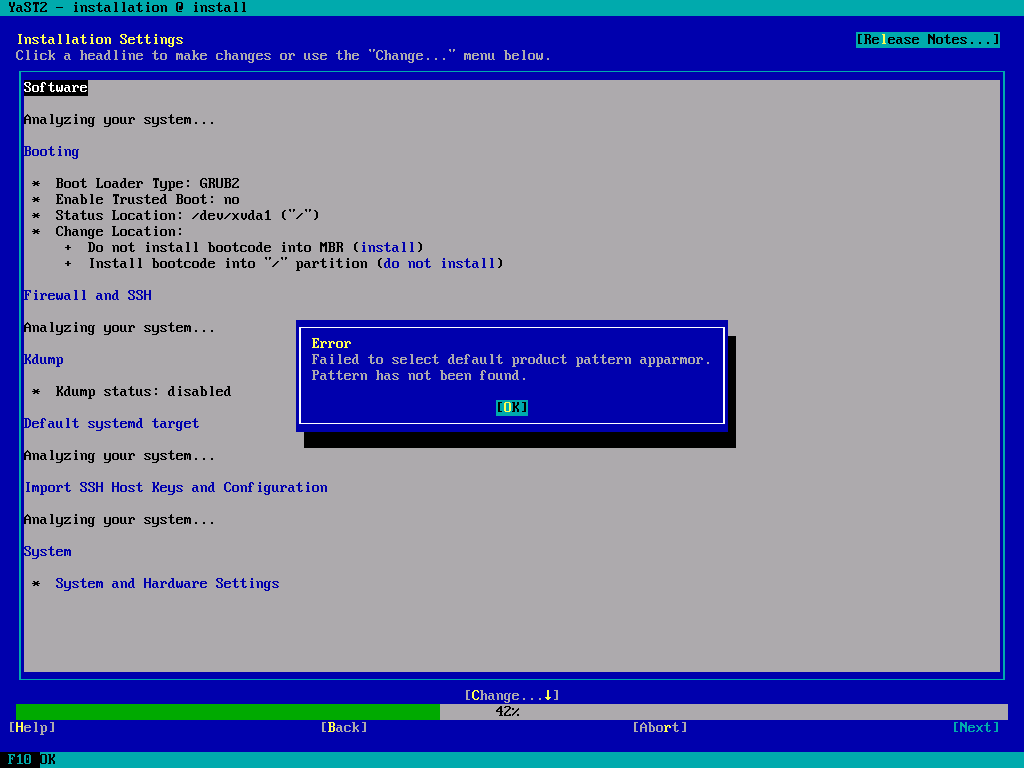 YaST2 - installation @ install
Installation Settings [Release Notes...]
Click a headline to make changes or use the "Change..." menu below.
Software
Analyzing your system...
Booting
* Boot Loader Type: GRUB2
* Enable Trusted Boot: no
* Status Location: /dev/xvda1 ("/")
* Change Location:
+ Do not install bootcode into MBR (install)
+ Install bootcode into "/" partition (do not install)
Firewall and SSH
Analyzing your system...
Kdump
* Kdump status: disabled
Default systemd target
Analyzing your system...
Import SSH Host Keys and Configuration
Analyzing your system...
System
* System and Hardware Settings
Error
Failed to select default product pattern apparmor.
Pattern has not been found.
[OK]
[Change...↓]
42%
[Help] [Back] [Abort] [Next]
F10 OK